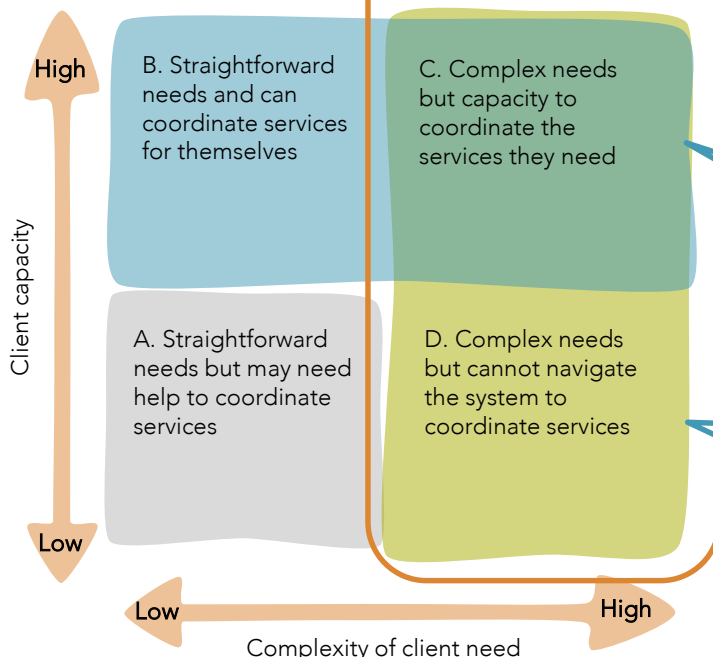 High
B. Straightforward
needs and can
coordinate services
for themselves
C. Complex needs
but capacity to
coordinate the
services they need
Client capacity
A. Straightforward
needs but may need
help to coordinate
services
D. Complex needs
but cannot navigate
the system to
coordinate services
Low
Low
High
Complexity of client need